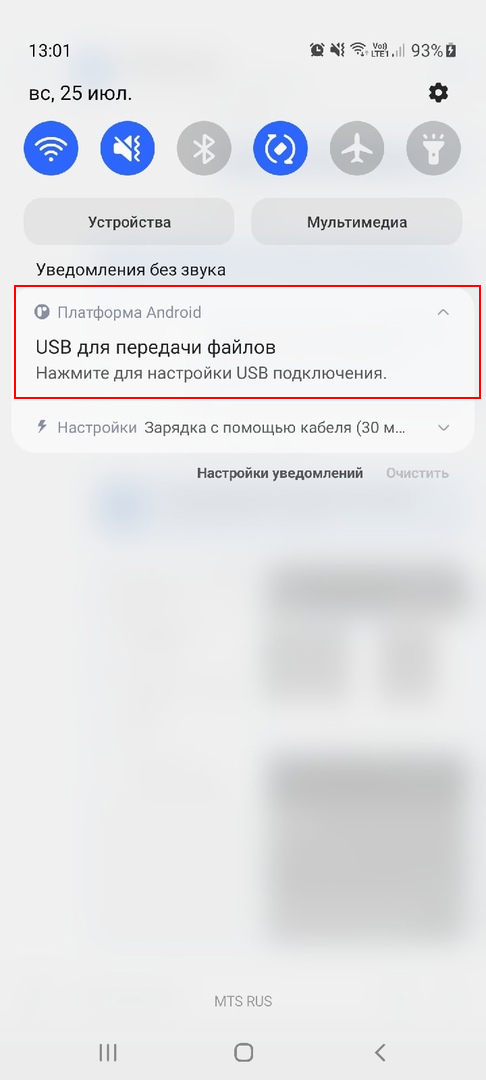 13:01 Vo)) LTE1 93%
вс, 25 июл.
Устройства Мультимедиа
Уведомления без звука
Платформа Android
USB для передачи файлов
Нажмите для настройки USB подключения.
Настройки Зарядка с помощью кабеля (30 м...
Настройки уведомлений Очистить
MTS RUS